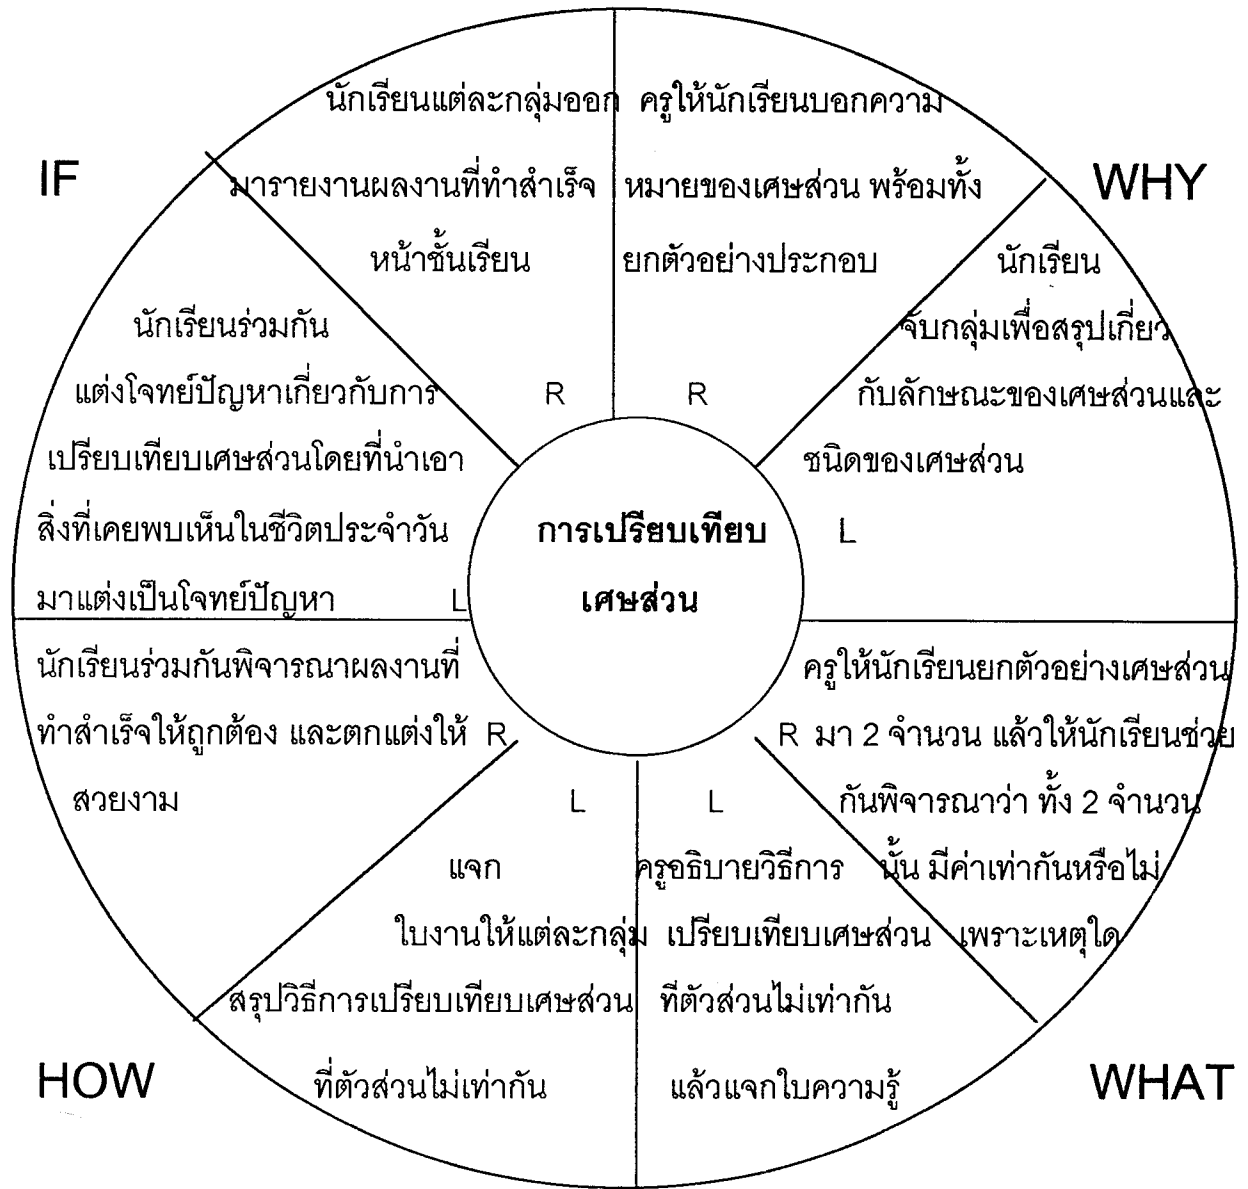 IF
WHY
HOW
WHAT
การเปรียบเทียบ
เศษส่วน
ครูให้นักเรียนบอกความ
หมายของเศษส่วน พร้อมทั้ง
ยกตัวอย่างประกอบ
R
นักเรียน
จับกลุ่มเพื่อสรุปเกี่ยว
กับลักษณะของเศษส่วนและ
ชนิดของเศษส่วน
L
ครูให้นักเรียนยกตัวอย่างเศษส่วน
R มา 2 จำนวน แล้วให้นักเรียนช่วย
กันพิจารณาว่า ทั้ง 2 จำนวน
นั้น มีค่าเท่ากันหรือไม่
เพราะเหตุใด
L
ครูอธิบายวิธีการ
เปรียบเทียบเศษส่วน
ที่ตัวส่วนไม่เท่ากัน
แล้วแจกใบความรู้
L
แจก
ใบงานให้แต่ละกลุ่ม
สรุปวิธีการเปรียบเทียบเศษส่วน
ที่ตัวส่วนไม่เท่ากัน
นักเรียนร่วมกันพิจารณาผลงานที่
ทำสำเร็จให้ถูกต้อง และตกแต่งให้ R
สวยงาม
นักเรียนร่วมกัน
แต่งโจทย์ปัญหาเกี่ยวกับการ
เปรียบเทียบเศษส่วนโดยที่นำเอา
สิ่งที่เคยพบเห็นในชีวิตประจำวัน
มาแต่งเป็นโจทย์ปัญหา L
นักเรียนแต่ละกลุ่มออก
มารายงานผลงานที่ทำสำเร็จ
หน้าชั้นเรียน
R